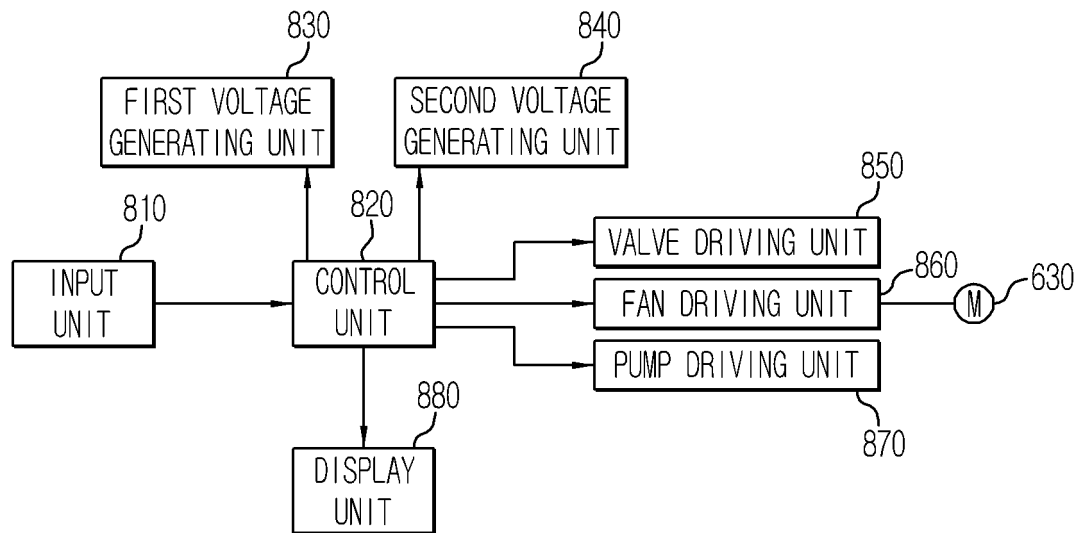 830
840
FIRST VOLTAGE
GENERATING UNIT
SECOND VOLTAGE
GENERATING UNIT
810
820
850
INPUT
UNIT
CONTROL
UNIT
VALVE DRIVING UNIT
860
FAN DRIVING UNIT
M
630
PUMP DRIVING UNIT
870
880
DISPLAY
UNIT